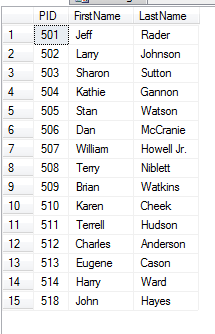 PID FirstName LastName
1 501 Jeff Rader
2 502 Larry Johnson
3 503 Sharon Sutton
4 504 Kathie Gannon
5 505 Stan Watson
6 506 Dan McCranie
7 507 William Howell Jr.
8 508 Terry Niblett
9 509 Brian Watkins
10 510 Karen Cheek
11 511 Terrell Hudson
12 512 Charles Anderson
13 513 Eugene Cason
14 514 Harry Ward
15 518 John Hayes